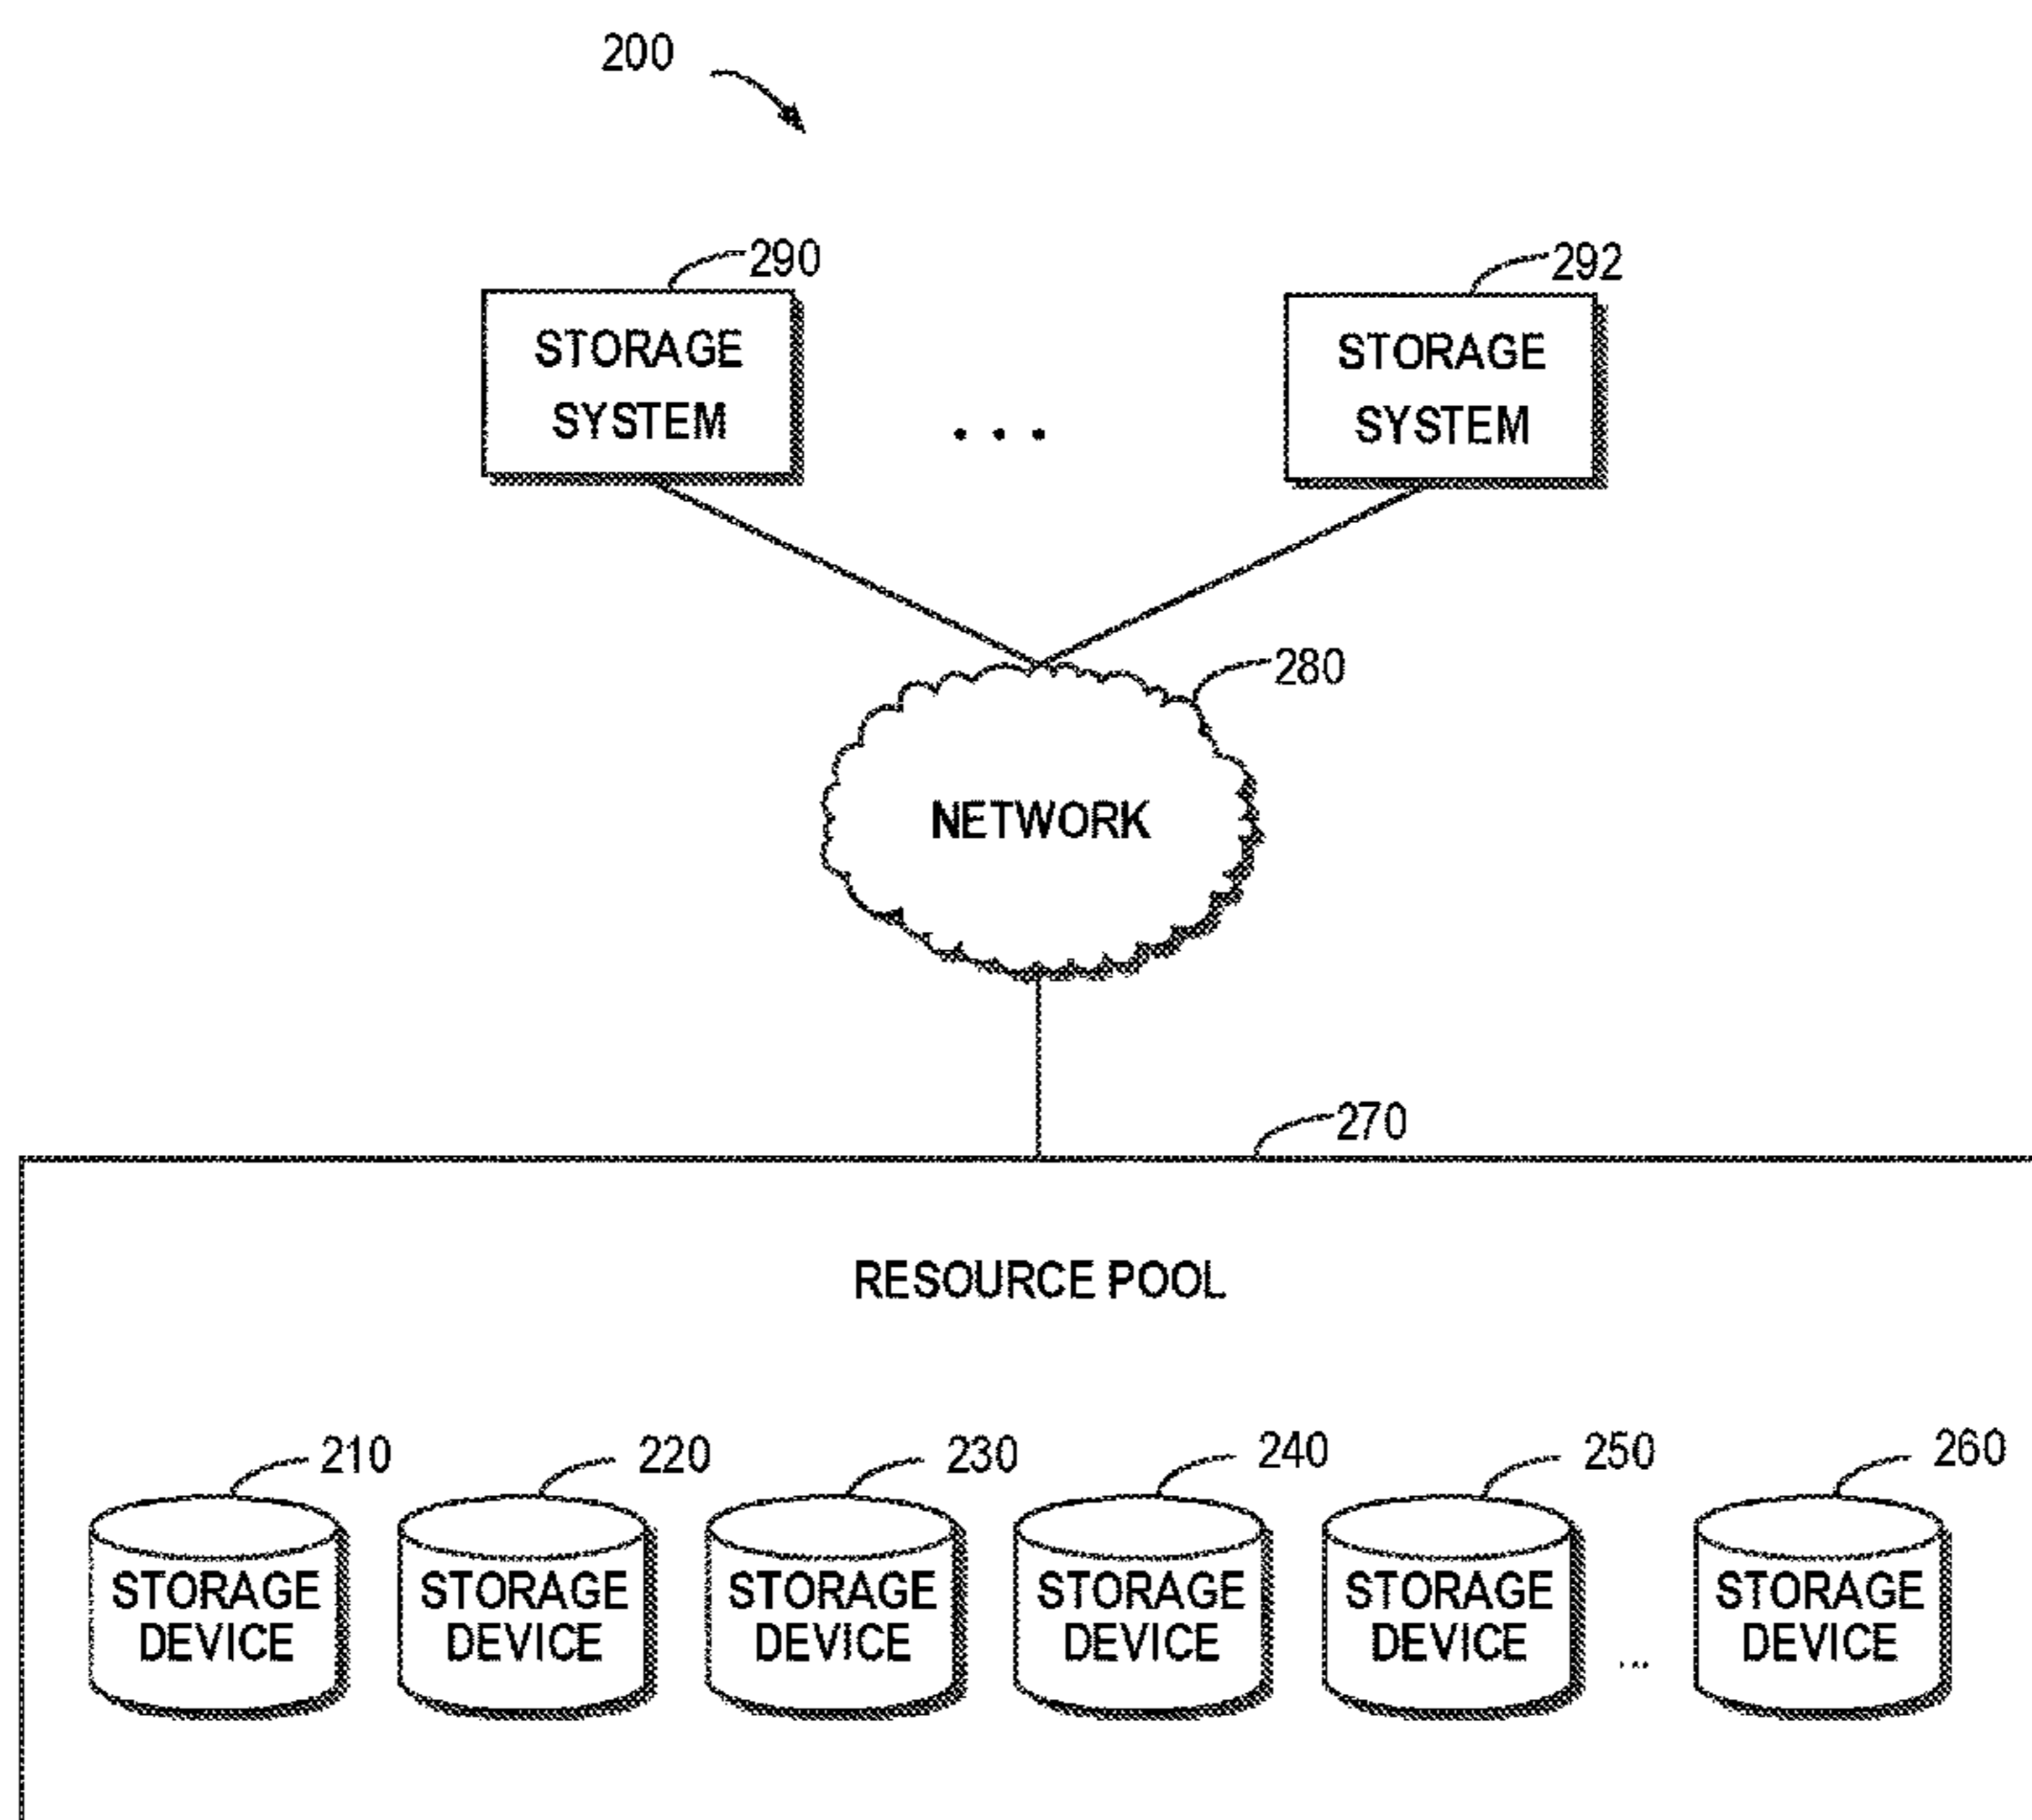 200
290
292
STORAGE
SYSTEM
. . .
STORAGE
SYSTEM
280
NETWORK
270
RESOURCE POOL
210
220
230
240
250
260
STORAGE
DEVICE
STORAGE
DEVICE
STORAGE
DEVICE
STORAGE
DEVICE
STORAGE
DEVICE
...
STORAGE
DEVICE